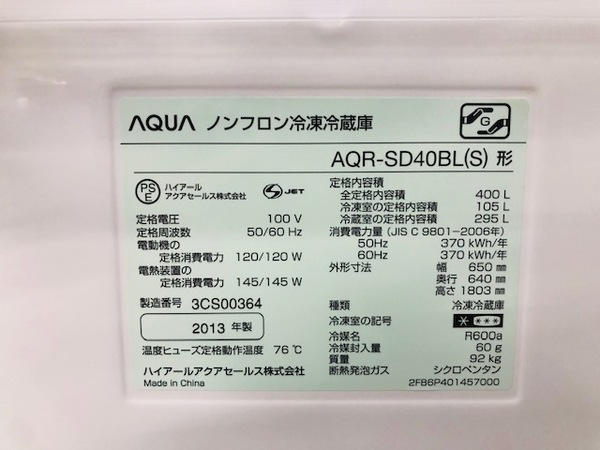 AQUA ノンフロン冷凍冷蔵庫
G
AQR-SD40BL(S) 形
PS E ハイアール アクアセールス株式会社 S JET
定格電圧 100 V
定格周波数 50/60 Hz
電動機の
定格消費電力 120/120 W
電熱装置の
定格消費電力 145/145 W
製造番号 3CS00364
2013 年製
温度ヒューズ定格動作温度 76℃
ハイアールアクアセールス株式会社
Made in China
定格内容積
全定格内容積 400 L
冷凍室の定格内容積 105 L
冷蔵室の定格内容積 295 L
消費電力量 (JIS C 9801-2006年)
50Hz 370 kWh/年
60Hz 370 kWh/年
外形寸法 幅 650 mm
奥行 640 mm
高さ 1803 mm
種類 冷凍冷蔵庫
冷凍室の記号 * ***
冷媒名 R600a
冷媒封入量 60 g
質量 92 kg
断熱発泡ガス シクロペンタン
2FB6P401457000